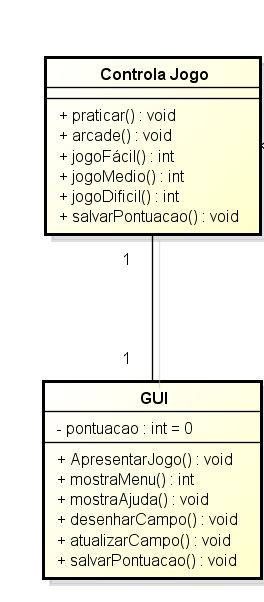 Controla Jogo
+ praticar() : void
+ arcade() : void
+ jogoFácil() : int
+ jogoMedio() : int
+ jogoDificil() : int
+ salvarPontuacao() : void
1
1
GUI
- pontuacao : int = 0
+ ApresentarJogo() : void
+ mostraMenu() : int
+ mostraAjuda() : void
+ desenharCampo() : void
+ atualizarCampo() : void
+ salvarPontuacao() : void